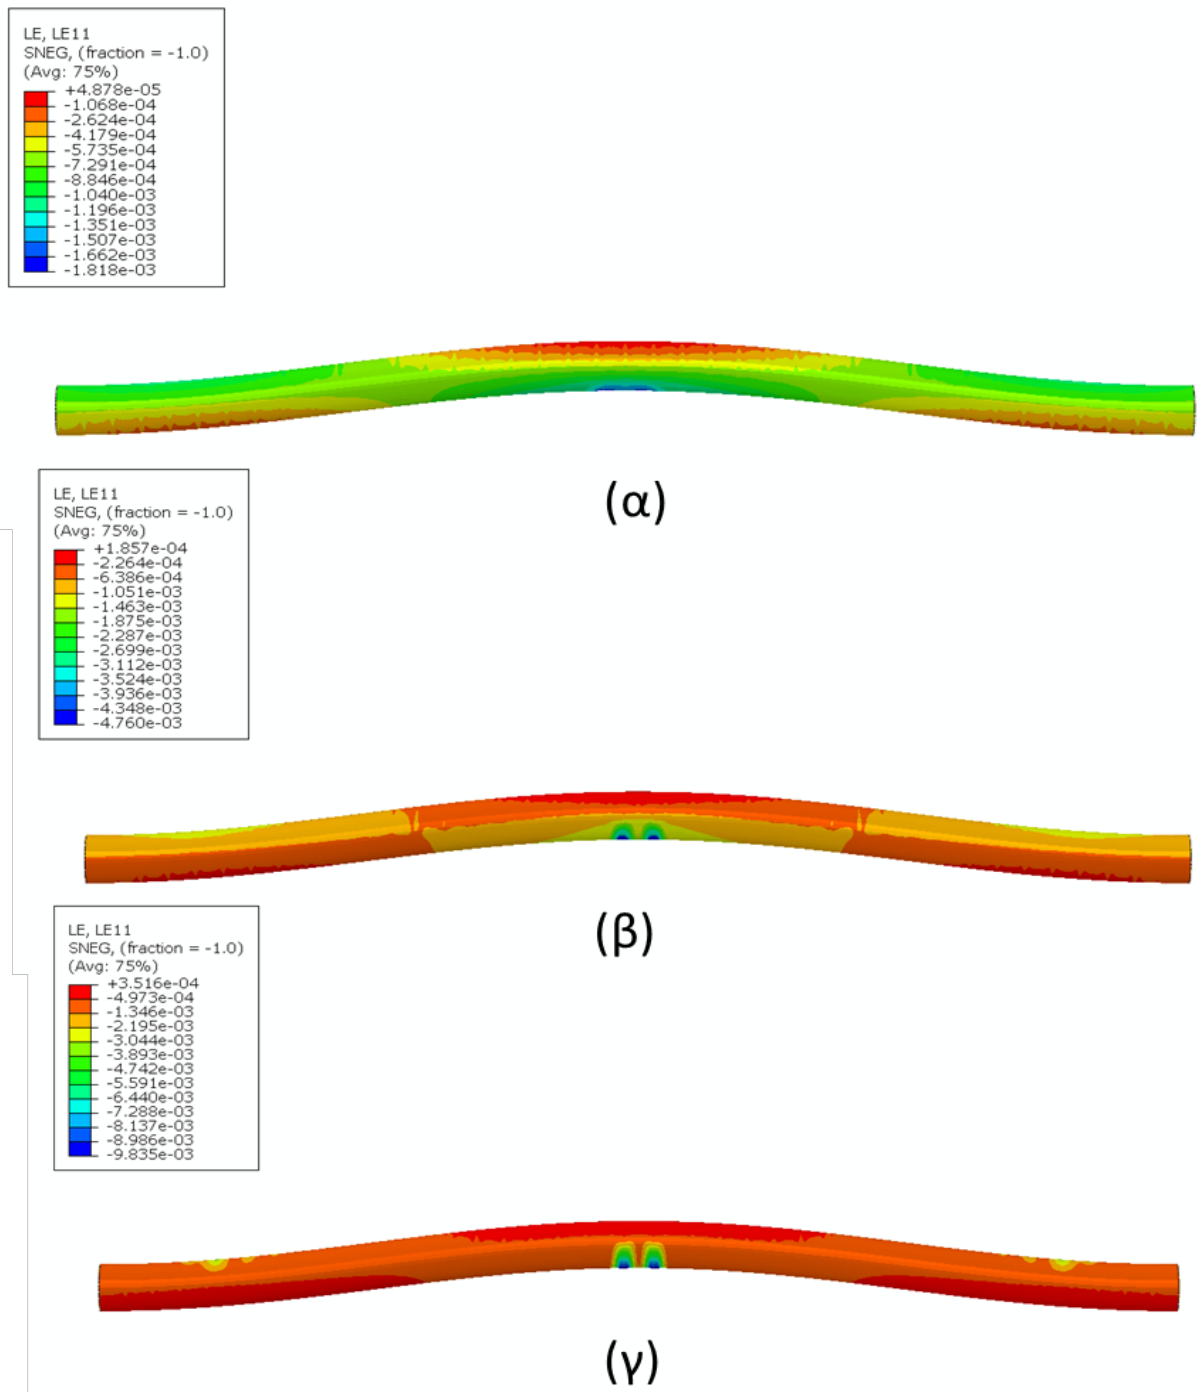 LE, LE11
SNEG, (fraction = -1.0)
(Avg: 75%)
+4.878e-05
-1.068e-04
-2.624e-04
-4.179e-04
-5.735e-04
-7.291e-04
-8.846e-04
-1.040e-03
-1.196e-03
-1.351e-03
-1.507e-03
-1.662e-03
-1.818e-03
(α)
LE, LE11
SNEG, (fraction = -1.0)
(Avg: 75%)
+1.857e-04
-2.264e-04
-6.386e-04
-1.051e-03
-1.463e-03
-1.875e-03
-2.287e-03
-2.699e-03
-3.112e-03
-3.524e-03
-3.936e-03
-4.348e-03
-4.760e-03
(β)
LE, LE11
SNEG, (fraction = -1.0)
(Avg: 75%)
+3.516e-04
-4.973e-04
-1.346e-03
-2.195e-03
-3.044e-03
-3.893e-03
-4.742e-03
-5.591e-03
-6.440e-03
-7.288e-03
-8.137e-03
-8.986e-03
-9.835e-03
(γ)